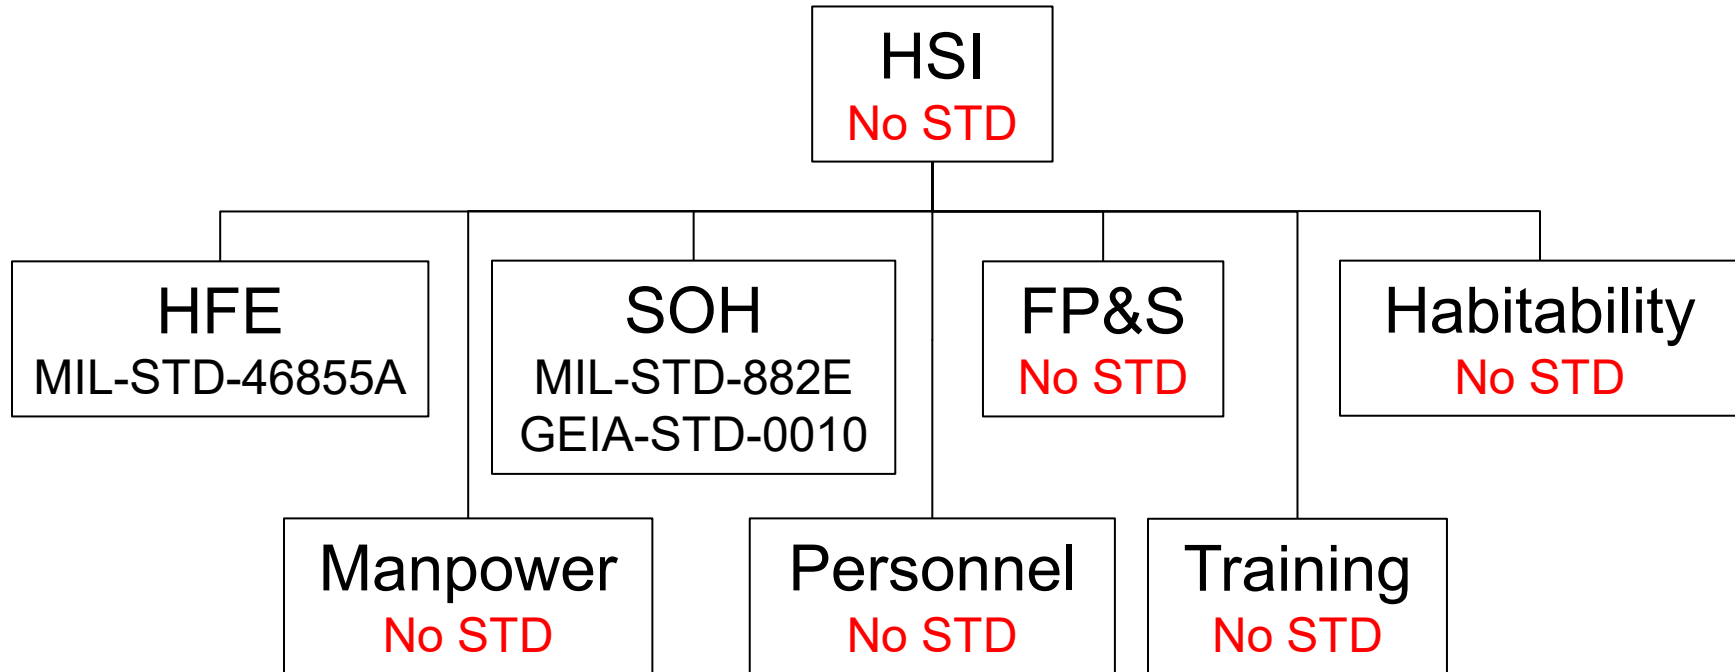 HSI
No STD
HFE
MIL-STD-46855A
SOH
MIL-STD-882E
GEIA-STD-0010
FP&S
No STD
Habitability
No STD
Manpower
No STD
Personnel
No STD
Training
No STD